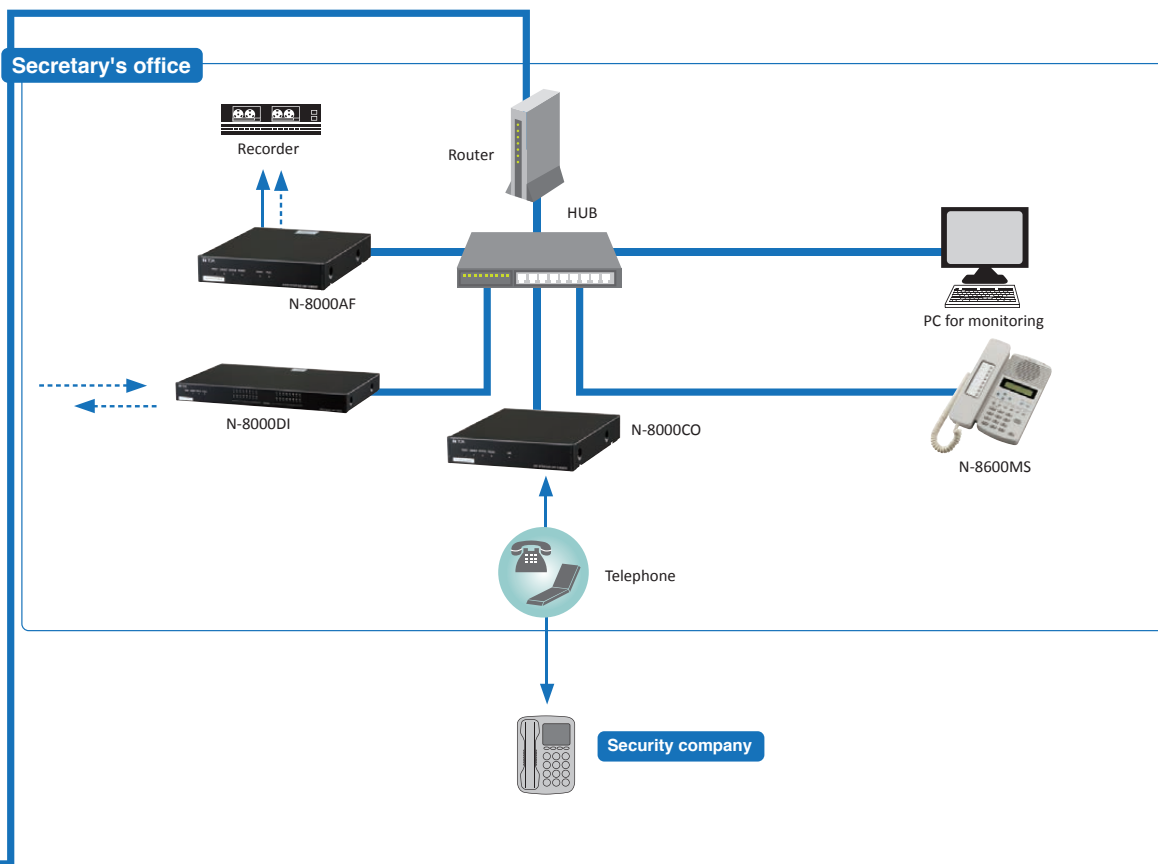 Secretary's office
Recorder
Router
HUB
N-8000AF
PC for monitoring
N-8000DI
N-8000CO
N-8600MS
Telephone
Security company